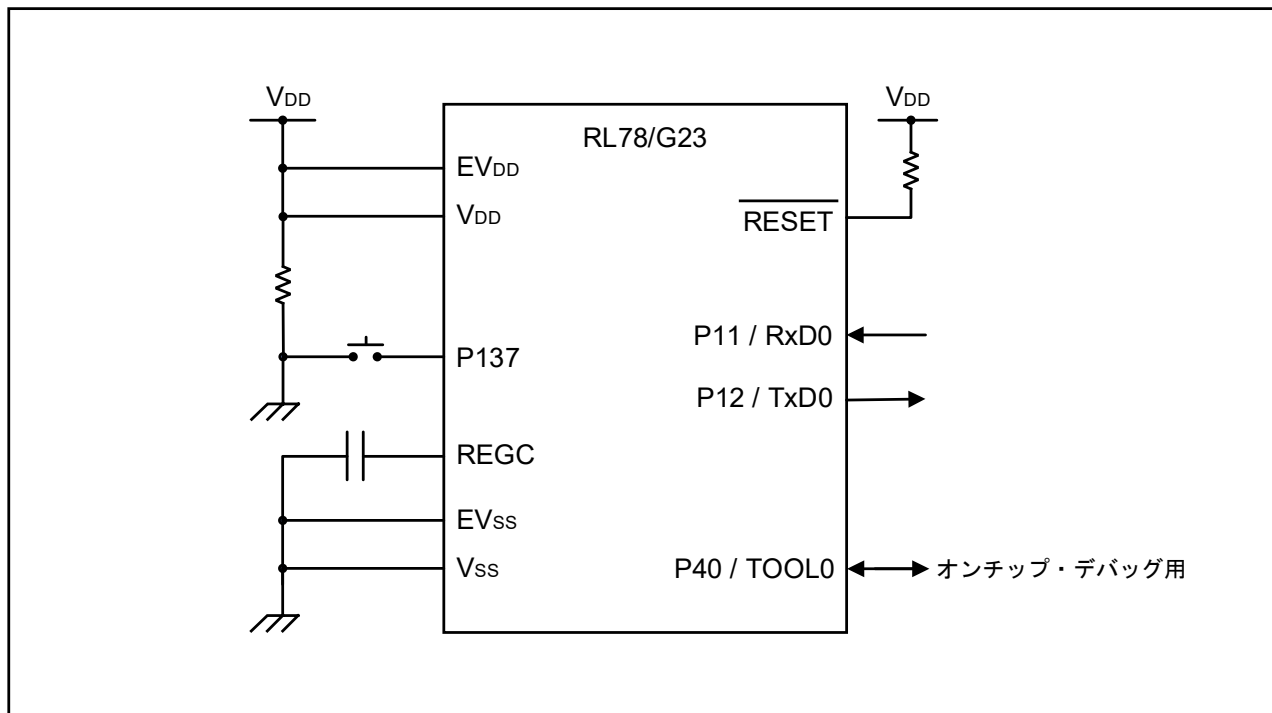 VDD
VDD
RL78/G23
EVDD
VDD
RESET
P11 / RxD0
P137
P12 / TxD0
REGC
EVss
Vss
P40 / TOOL0
オンチップ・デバッグ用